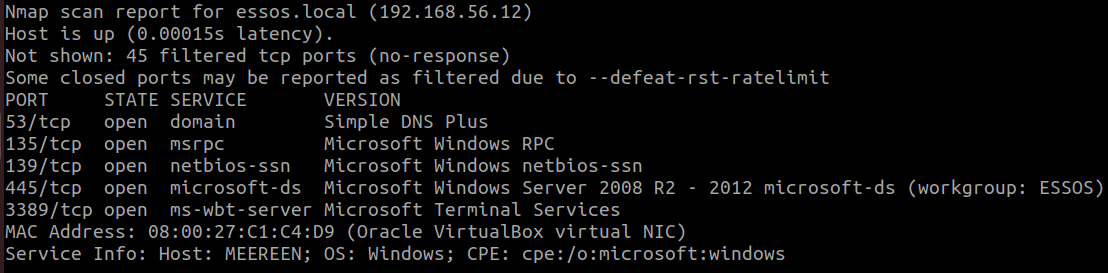 Nmap scan report for essos.local (192.168.56.12)
Host is up (0.00015s latency).
Not shown: 45 filtered tcp ports (no-response)
Some closed ports may be reported as filtered due to --defeat-rst-ratelimit
PORT     STATE SERVICE       VERSION
53/tcp   open  domain        Simple DNS Plus
135/tcp  open  msrpc         Microsoft Windows RPC
139/tcp  open  netbios-ssn   Microsoft Windows netbios-ssn
445/tcp  open  microsoft-ds  Microsoft Windows Server 2008 R2 - 2012 microsoft-ds (workgroup: ESSOS)
3389/tcp open  ms-wbt-server Microsoft Terminal Services
MAC Address: 08:00:27:C1:C4:D9 (Oracle VirtualBox virtual NIC)
Service Info: Host: MEEREEN; OS: Windows; CPE: cpe:/o:microsoft:windows